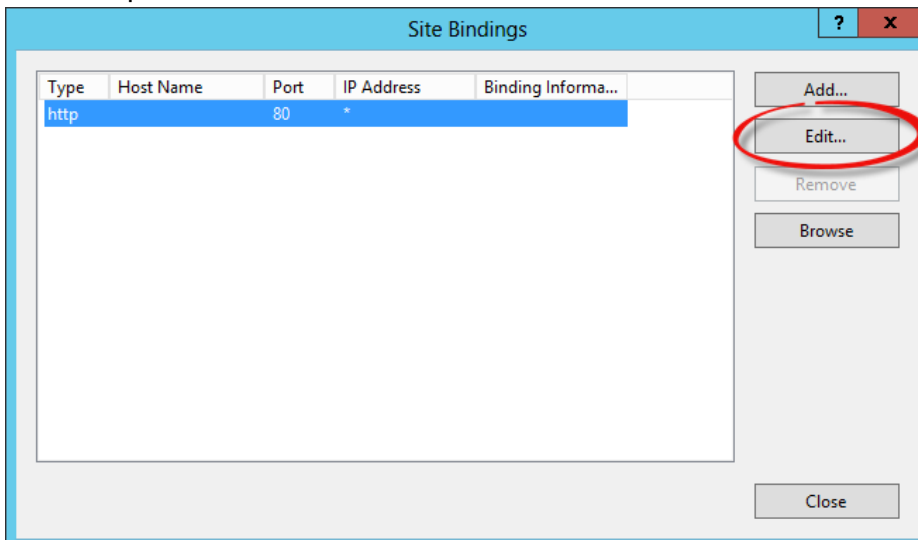 Site Bindings
? x
Type Host Name Port IP Address Binding Informa...
http 80 *
Add...
Edit...
Remove
Browse
Close